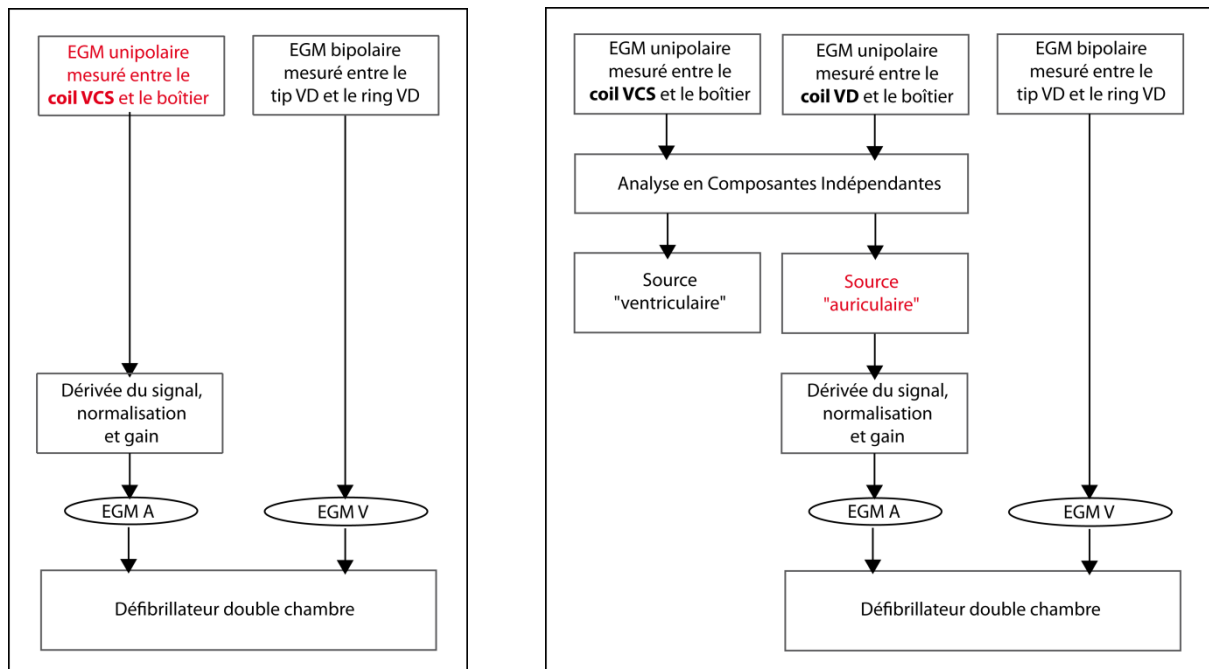 EGM unipolaire
mesuré entre le
coil VCS et le boîtier
EGM bipolaire
mesuré entre le
tip VD et le ring VD
Dérivée du signal,
normalisation
et gain
EGM A
EGM V
Défibrillateur double chambre
EGM unipolaire
mesuré entre le
coil VCS et le boîtier
EGM unipolaire
mesuré entre le
coil VD et le boîtier
EGM bipolaire
mesuré entre le
tip VD et le ring VD
Analyse en Composantes Indépendantes
Source
"ventriculaire"
Source
"auriculaire"
Dérivée du signal,
normalisation
et gain
EGM A
EGM V
Défibrillateur double chambre